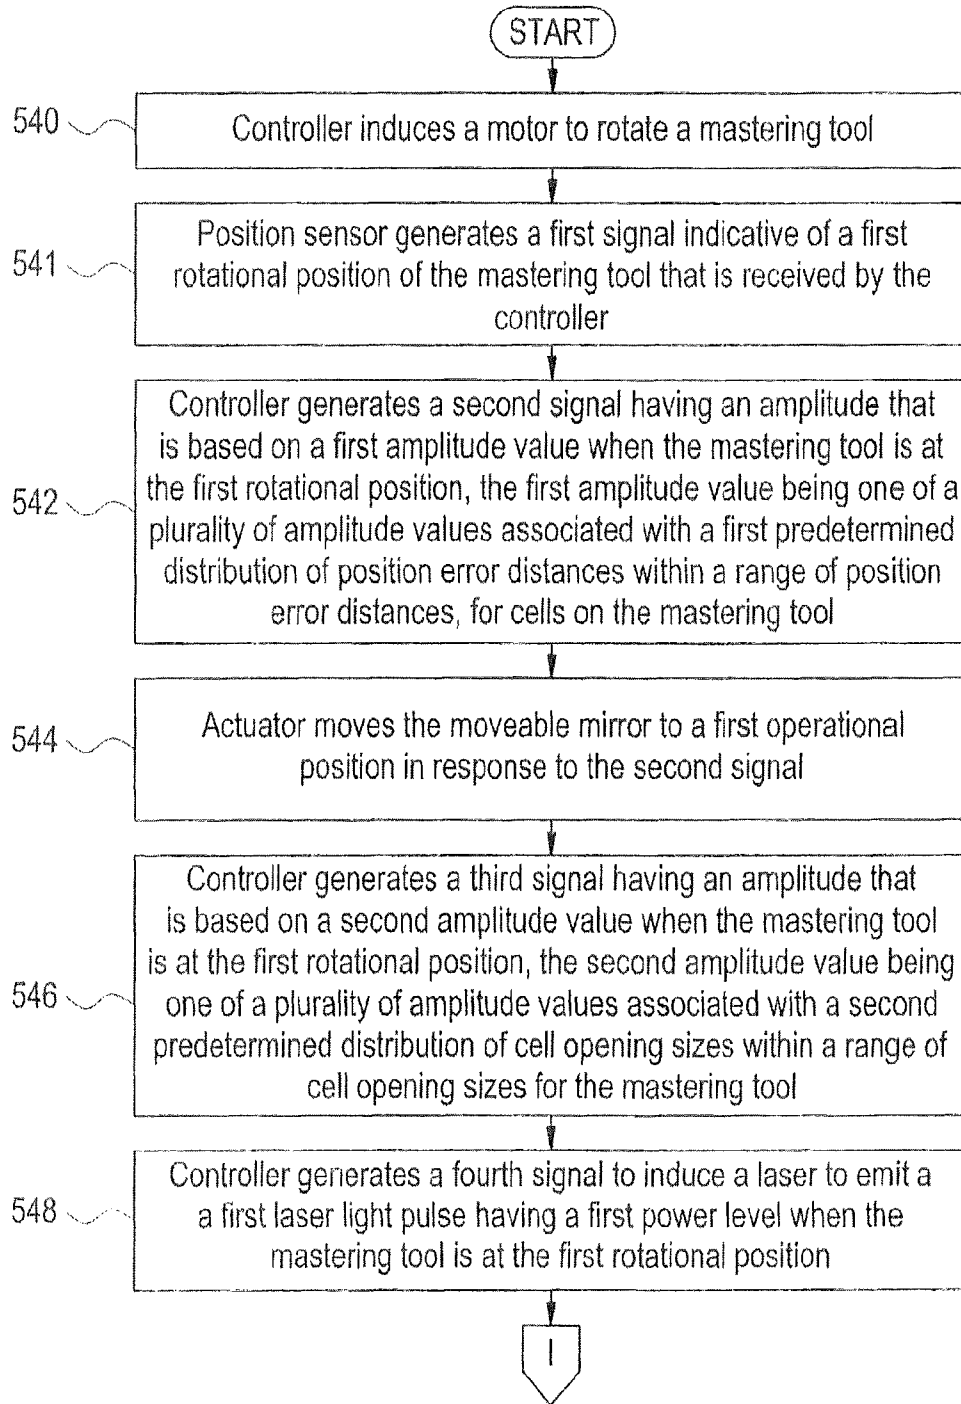 START
540
Controller induces a motor to rotate a mastering tool
541
Position sensor generates a first signal indicative of a first
rotational position of the mastering tool that is received by the
controller
542
Controller generates a second signal having an amplitude that
is based on a first amplitude value when the mastering tool is at
the first rotational position, the first amplitude value being one of a
plurality of amplitude values associated with a first predetermined
distribution of position error distances within a range of position
error distances, for cells on the mastering tool
544
Actuator moves the moveable mirror to a first operational
position in response to the second signal
546
Controller generates a third signal having an amplitude that
is based on a second amplitude value when the mastering tool
is at the first rotational position, the second amplitude value being
one of a plurality of amplitude values associated with a second
predetermined distribution of cell opening sizes within a range of
cell opening sizes for the mastering tool
548
Controller generates a fourth signal to induce a laser to emit a
a first laser light pulse having a first power level when the
mastering tool is at the first rotational position
I